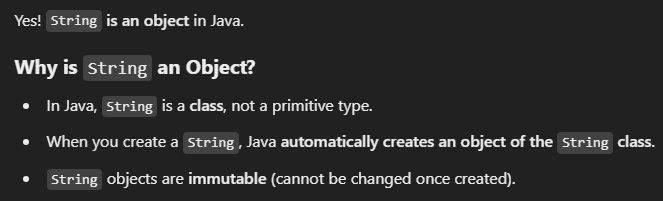 Yes! String is an object in Java.
Why is String an Object?
• In Java, String is a class, not a primitive type.
• When you create a String, Java automatically creates an object of the String class.
• String objects are immutable (cannot be changed once created).